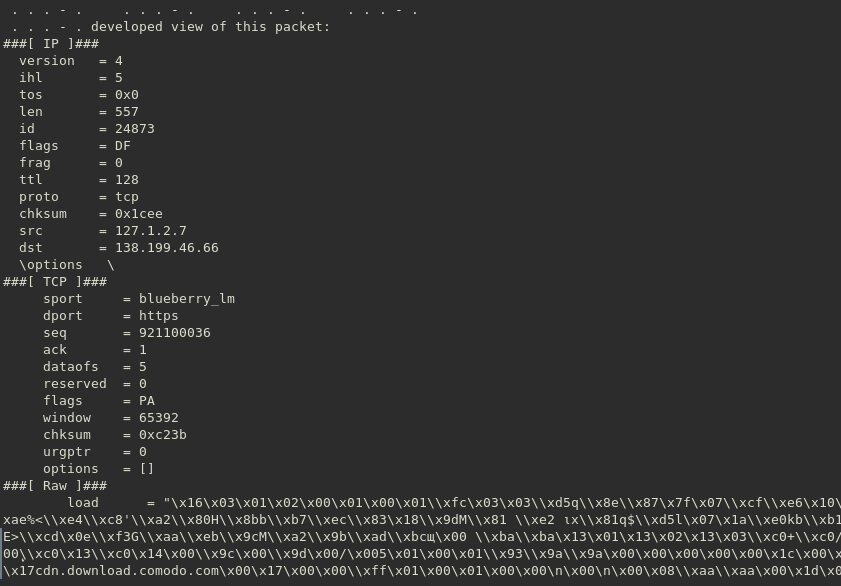 . . . - .     . . . - .     . . . - .     . . . - .
. . . - . developed view of this packet:
###[ IP ]###
version   = 4
ihl       = 5
tos       = 0x0
len       = 557
id        = 24873
flags     = DF
frag      = 0
ttl       = 128
proto     = tcp
chksum    = 0x1cee
src       = 127.1.2.7
dst       = 138.199.46.66
\options   \
###[ TCP ]###
sport     = blueberry_lm
dport     = https
seq       = 921100036
ack       = 1
dataofs   = 5
reserved  = 0
flags     = PA
window    = 65392
chksum    = 0xc23b
urgptr    = 0
options   = []
###[ Raw ]###
load      = "\x16\x03\x01\x02\x00\x01\x00\x01\\xfc\x03\x03\\xd5q\\x8e\\x87\x7f\x07\\xcf\\xe6\x10\
xae%<\\xe4\\xc8'\\xa2\\x80H\\x8bb\\xb7\\xec\\x83\x18\\x9dM\\x81 \\xe2 ιx\\x81q$\\xd5l\x07\x1a\\xe0kb\\xb1
E>\\xcd\x0e\\xf3G\\xaa\\xeb\\x9cM\\xa2\\x9b\\xad\\xbcщ\x00 \\xba\\xba\x13\x01\x13\x02\x13\x03\\xc0+\\xc0/
00,\\xc0\x13\\xc0\x14\x00\\x9c\x00\\x9d\x00/\x005\x01\x00\x01\\x93\\x9a\\x9a\x00\x00\x00\x00\x00\x1c\x00\x
\x17cdn.download.comodo.com\x00\x17\x00\x00\\xff\x01\x00\x01\x00\x00\n\x00\n\x00\x08\\xaa\\xaa\x00\x1d\x0